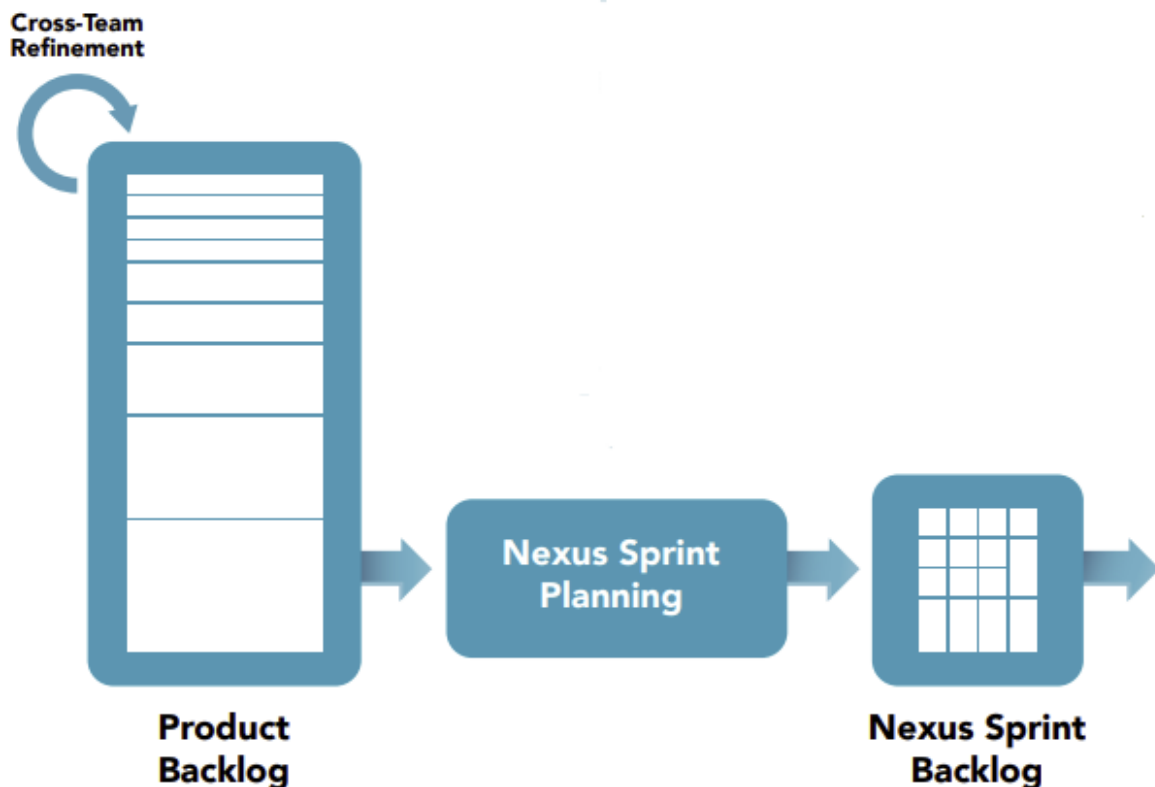 Cross-Team
Refinement
Nexus Sprint
Planning
Product
Backlog
Nexus Sprint
Backlog